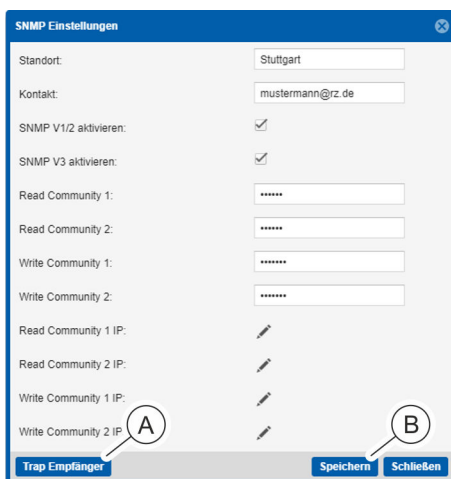 SNMP Einstellungen
Standort: Stuttgart
Kontakt: mustermann@rz.de
SNMP V1/2 aktivieren:
SNMP V3 aktivieren:
Read Community 1: ••••••
Read Community 2: ••••••
Write Community 1: •••••••
Write Community 2: •••••••
Read Community 1 IP:
Read Community 2 IP:
Write Community 1 IP:
Write Community 2 IP
A
B
Trap Empfänger Speichern Schließen